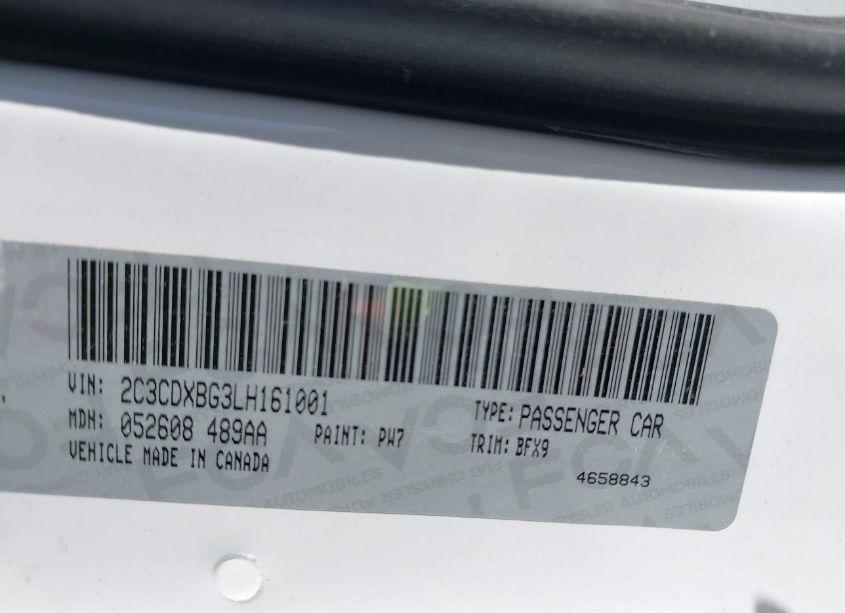 VIN: 2C3CDXBG3LH161001 TYPE: PASSENGER CAR
MDH: 052608 489AA PAINT: PW7 TRIM: BFX9
VEHICLE MADE IN CANADA 4658843